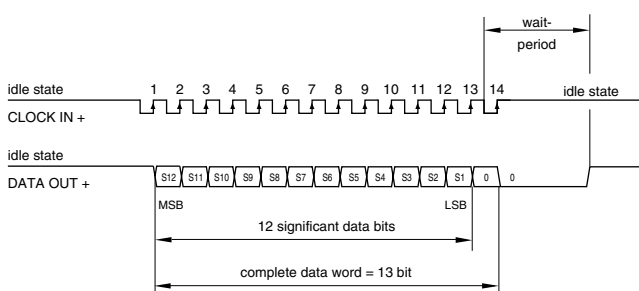 wait-
period
idle state
1 2 3 4 5 6 7 8 9 10 11 12 13 14
idle state
CLOCK IN +
idle state
DATA OUT +
S12 S11 S10 S9 S8 S7 S6 S5 S4 S3 S2 S1 0 0
MSB
LSB
12 significant data bits
complete data word = 13 bit